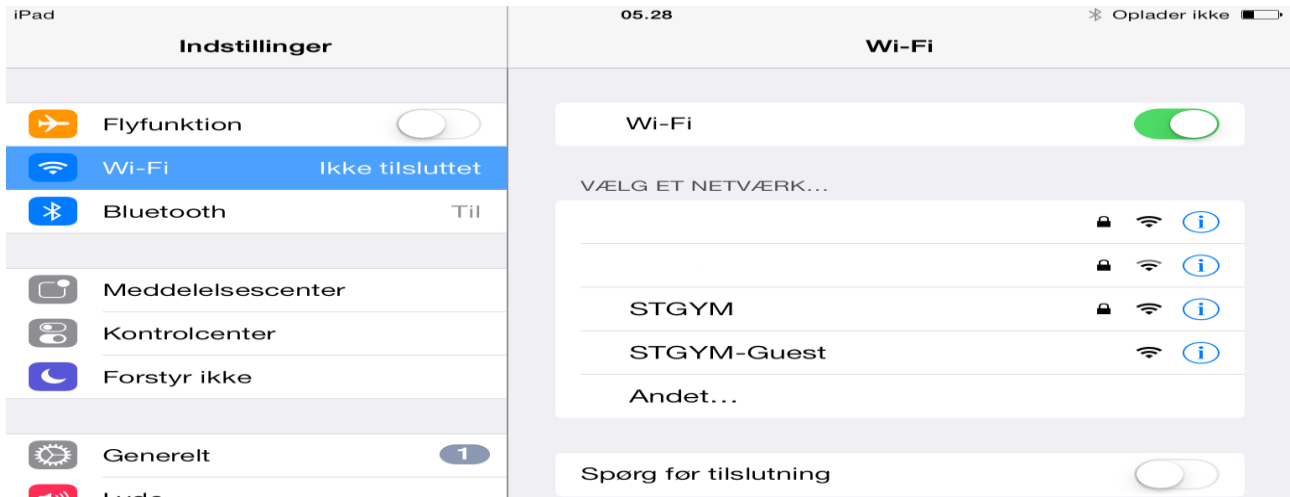 iPad 05.28 Oplader ikke
Indstillinger
Wi-Fi
Flyfunktion
Wi-Fi Ikke tilsluttet
Bluetooth Til
Meddelelsescenter
Kontrolcenter
Forstyr ikke
Generelt 1
Wi-Fi
VÆLG ET NETVÆRK...
STGYM
STGYM-Guest
Andet...
Spørg før tilslutning